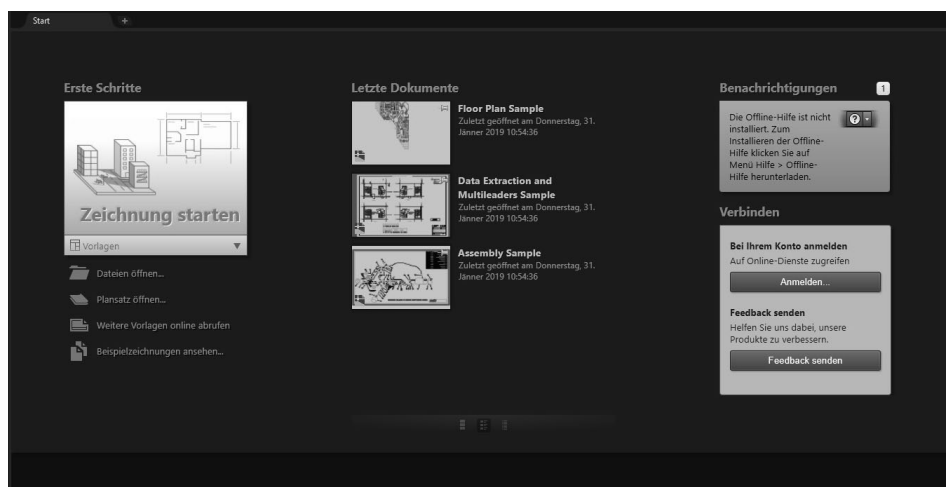 Start
Erste Schritte
Zeichnung starten
Vorlagen
Dateien öffnen...
Plansatz öffnen...
Weitere Vorlagen online abrufen
Beispielzeichnungen ansehen...
Letzte Dokumente
Floor Plan Sample
Zuletzt geöffnet am Donnerstag, 31.
Jänner 2019 10:54:36
Data Extraction and
Multileaders Sample
Zuletzt geöffnet am Donnerstag, 31.
Jänner 2019 10:54:36
Assembly Sample
Zuletzt geöffnet am Donnerstag, 31.
Jänner 2019 10:54:36
Benachrichtigungen 1
Die Offline-Hilfe ist nicht
installiert. Zum
Installieren der Offline-
Hilfe klicken Sie auf
Menü Hilfe > Offline-
Hilfe herunterladen.
Verbinden
Bei Ihrem Konto anmelden
Auf Online-Dienste zugreifen
Anmelden...
Feedback senden
Helfen Sie uns dabei, unsere
Produkte zu verbessern.
Feedback senden